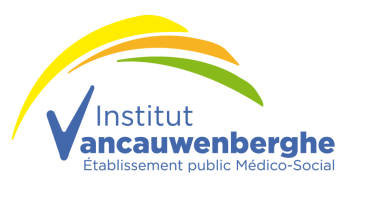 Institut
Vancauwenberghe
Établissement public Médico-Social